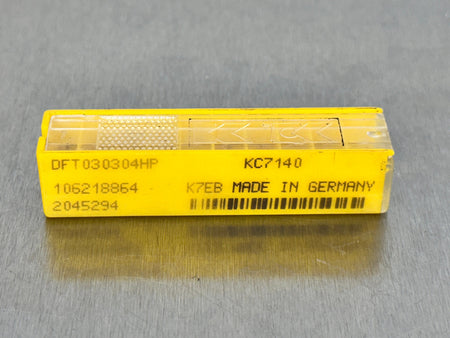 DFT030304HP KC7140
106218864 K7EB MADE IN GERMANY
2045294